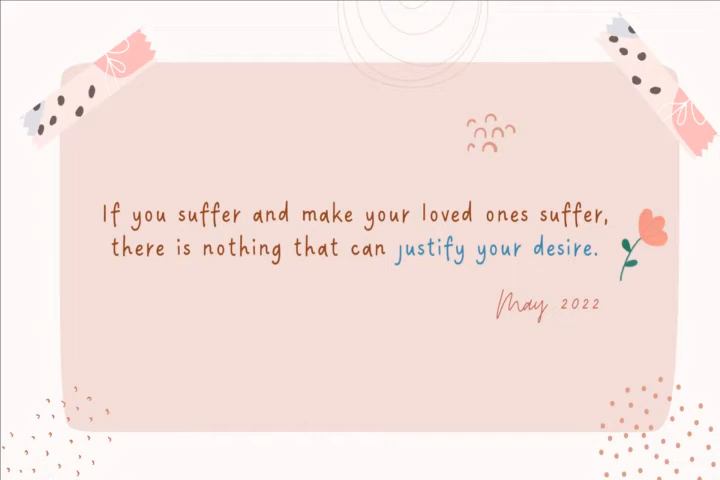 If you suffer and make your loved ones suffer,
there is nothing that can justify your desire.
May 2022